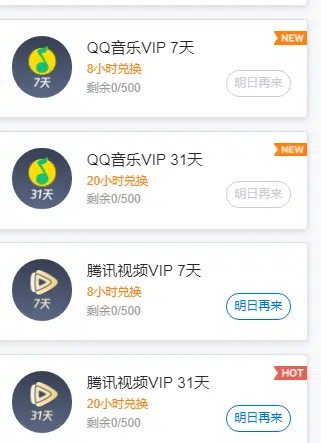 NEW
QQ音乐VIP 7天
8小时兑换
7天
剩余0/500
明日再来
NEW
QQ音乐VIP 31天
20小时兑换
31天
剩余0/500
明日再来
腾讯视频VIP 7天
8小时兑换
7天
剩余0/500
明日再来
HOT
腾讯视频VIP 31天
20小时兑换
31天
剩余0/500
明日再来